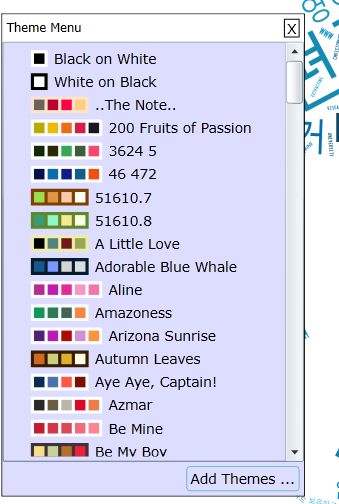 Theme Menu X
Black on White
White on Black
..The Note..
200 Fruits of Passion
3624 5
46 472
51610.7
51610.8
A Little Love
Adorable Blue Whale
Aline
Amazoness
Arizona Sunrise
Autumn Leaves
Aye Aye, Captain!
Azmar
Be Mine
Be My Boy
Add Themes ...